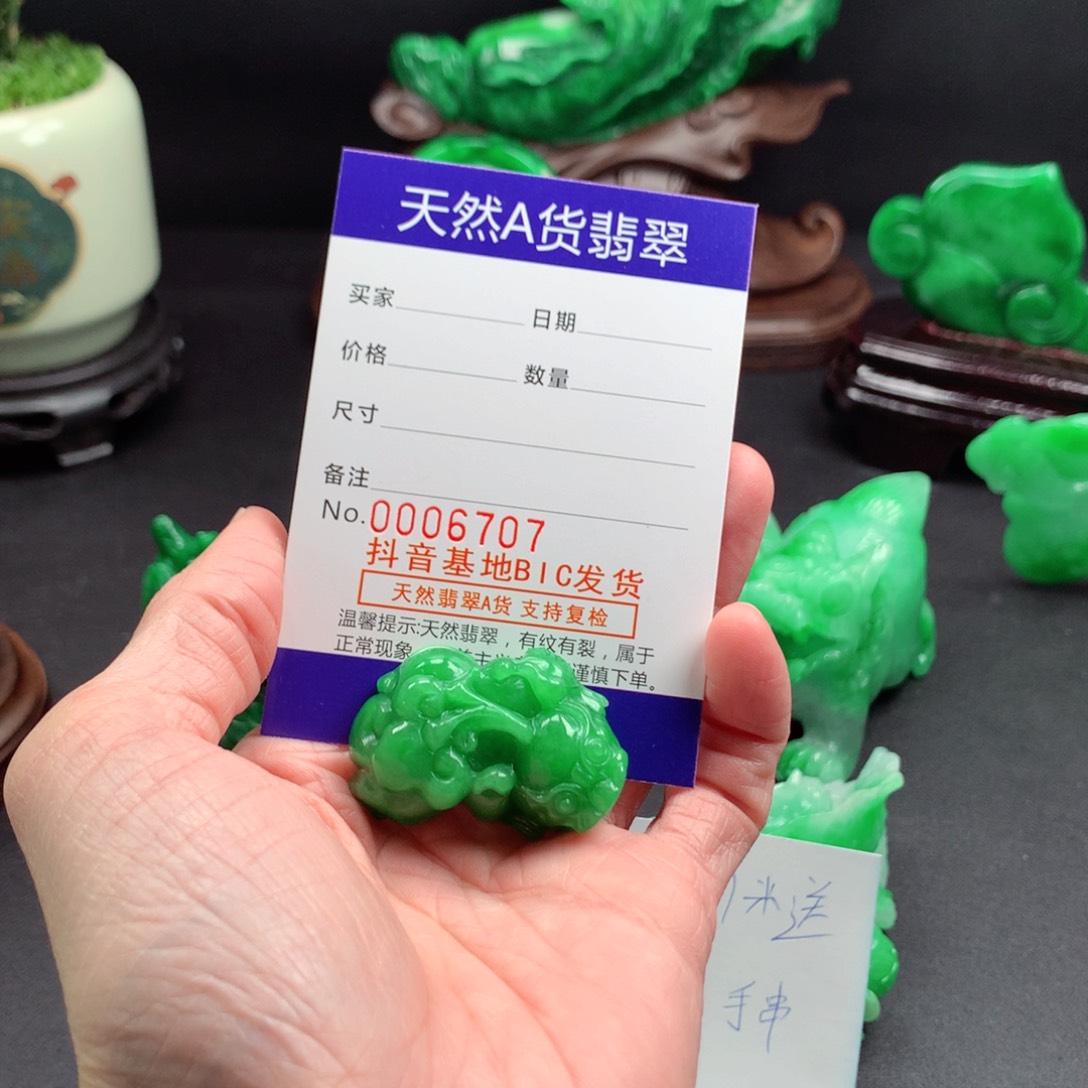 天然A货翡翠
买家 日期
价格 数量
尺寸
备注
No.0006707
抖音基地BIC发货
天然翡翠A货 支持复检
温馨提示:天然翡翠，有纹有裂，属于
正常现象 谨慎下单。
米送
手串